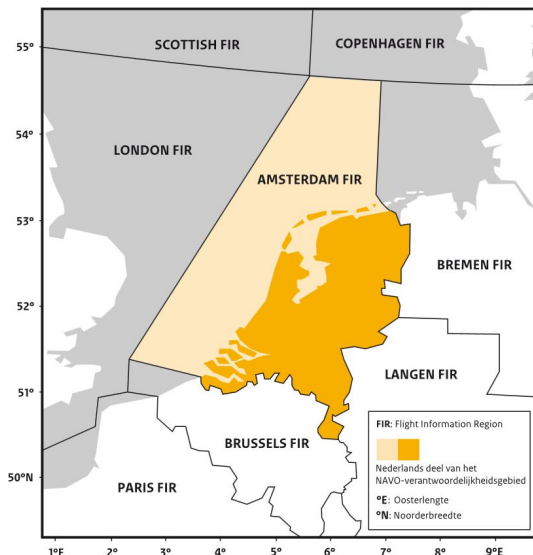 SCOTTISH FIR
COPENHAGEN FIR
55°
LONDON FIR
54°
AMSTERDAM FIR
53°
BREMEN FIR
52°
LANGEN FIR
51°
BRUSSELS FIR
50°N
PARIS FIR
FIR: Flight Information Region
Nederlands deel van het
NAVO-verantwoordelijkheidsgebied
°E: Oosterlengte
°N: Noorderbreedte
1°E 2° 3° 4° 5° 6° 7° 8° 9°E